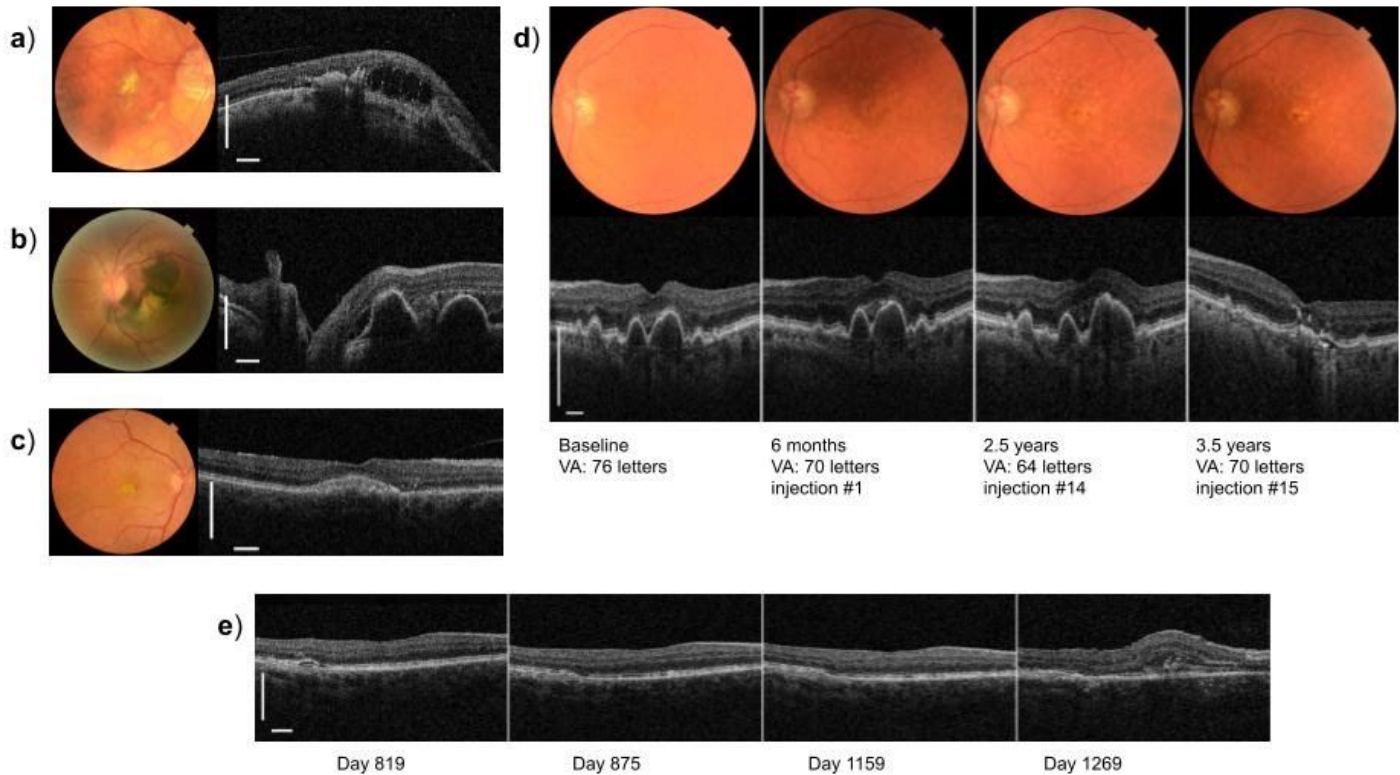 a)
b)
c)
d)
Baseline
VA: 76 letters
6 months
VA: 70 letters
injection #1
2.5 years
VA: 64 letters
injection #14
3.5 years
VA: 70 letters
injection #15
e)
Day 819
Day 875
Day 1159
Day 1269